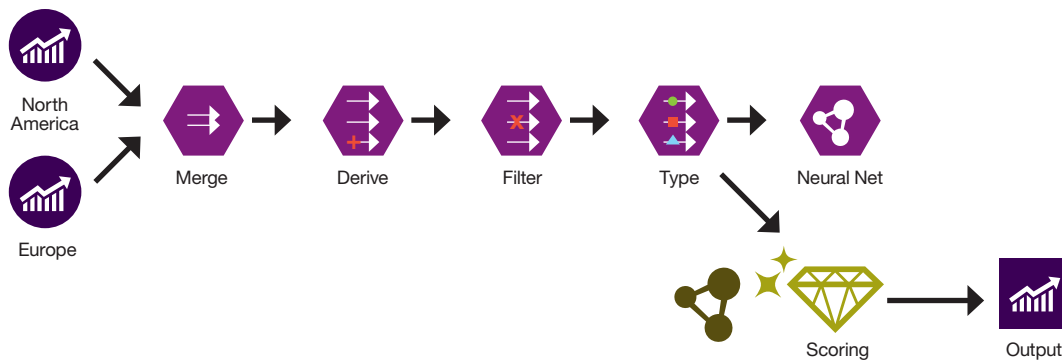 North
America
Europe
Merge
Derive
Filter
Type
Neural Net
Scoring
Output